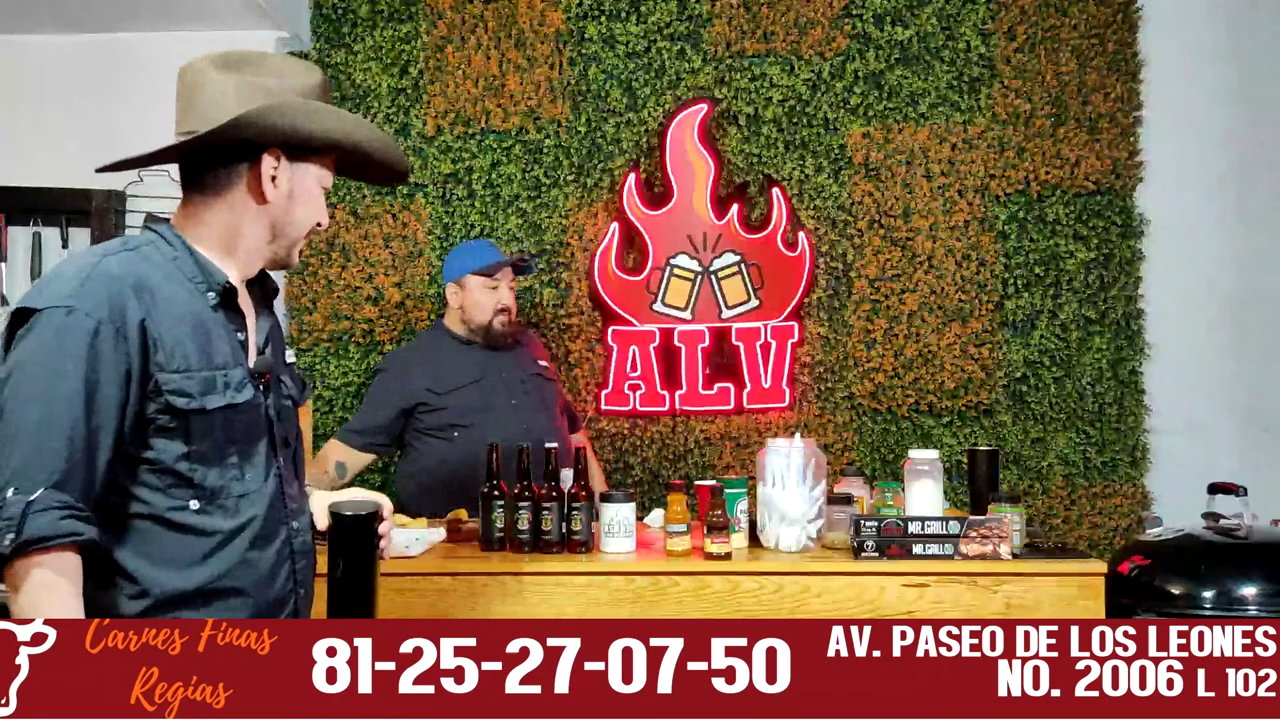 ALV
MR.GRILL
MR.GRILL
Carnes Finas
Regias
81-25-27-07-50
AV. PASEO DE LOS LEONES
NO. 2006 L 102